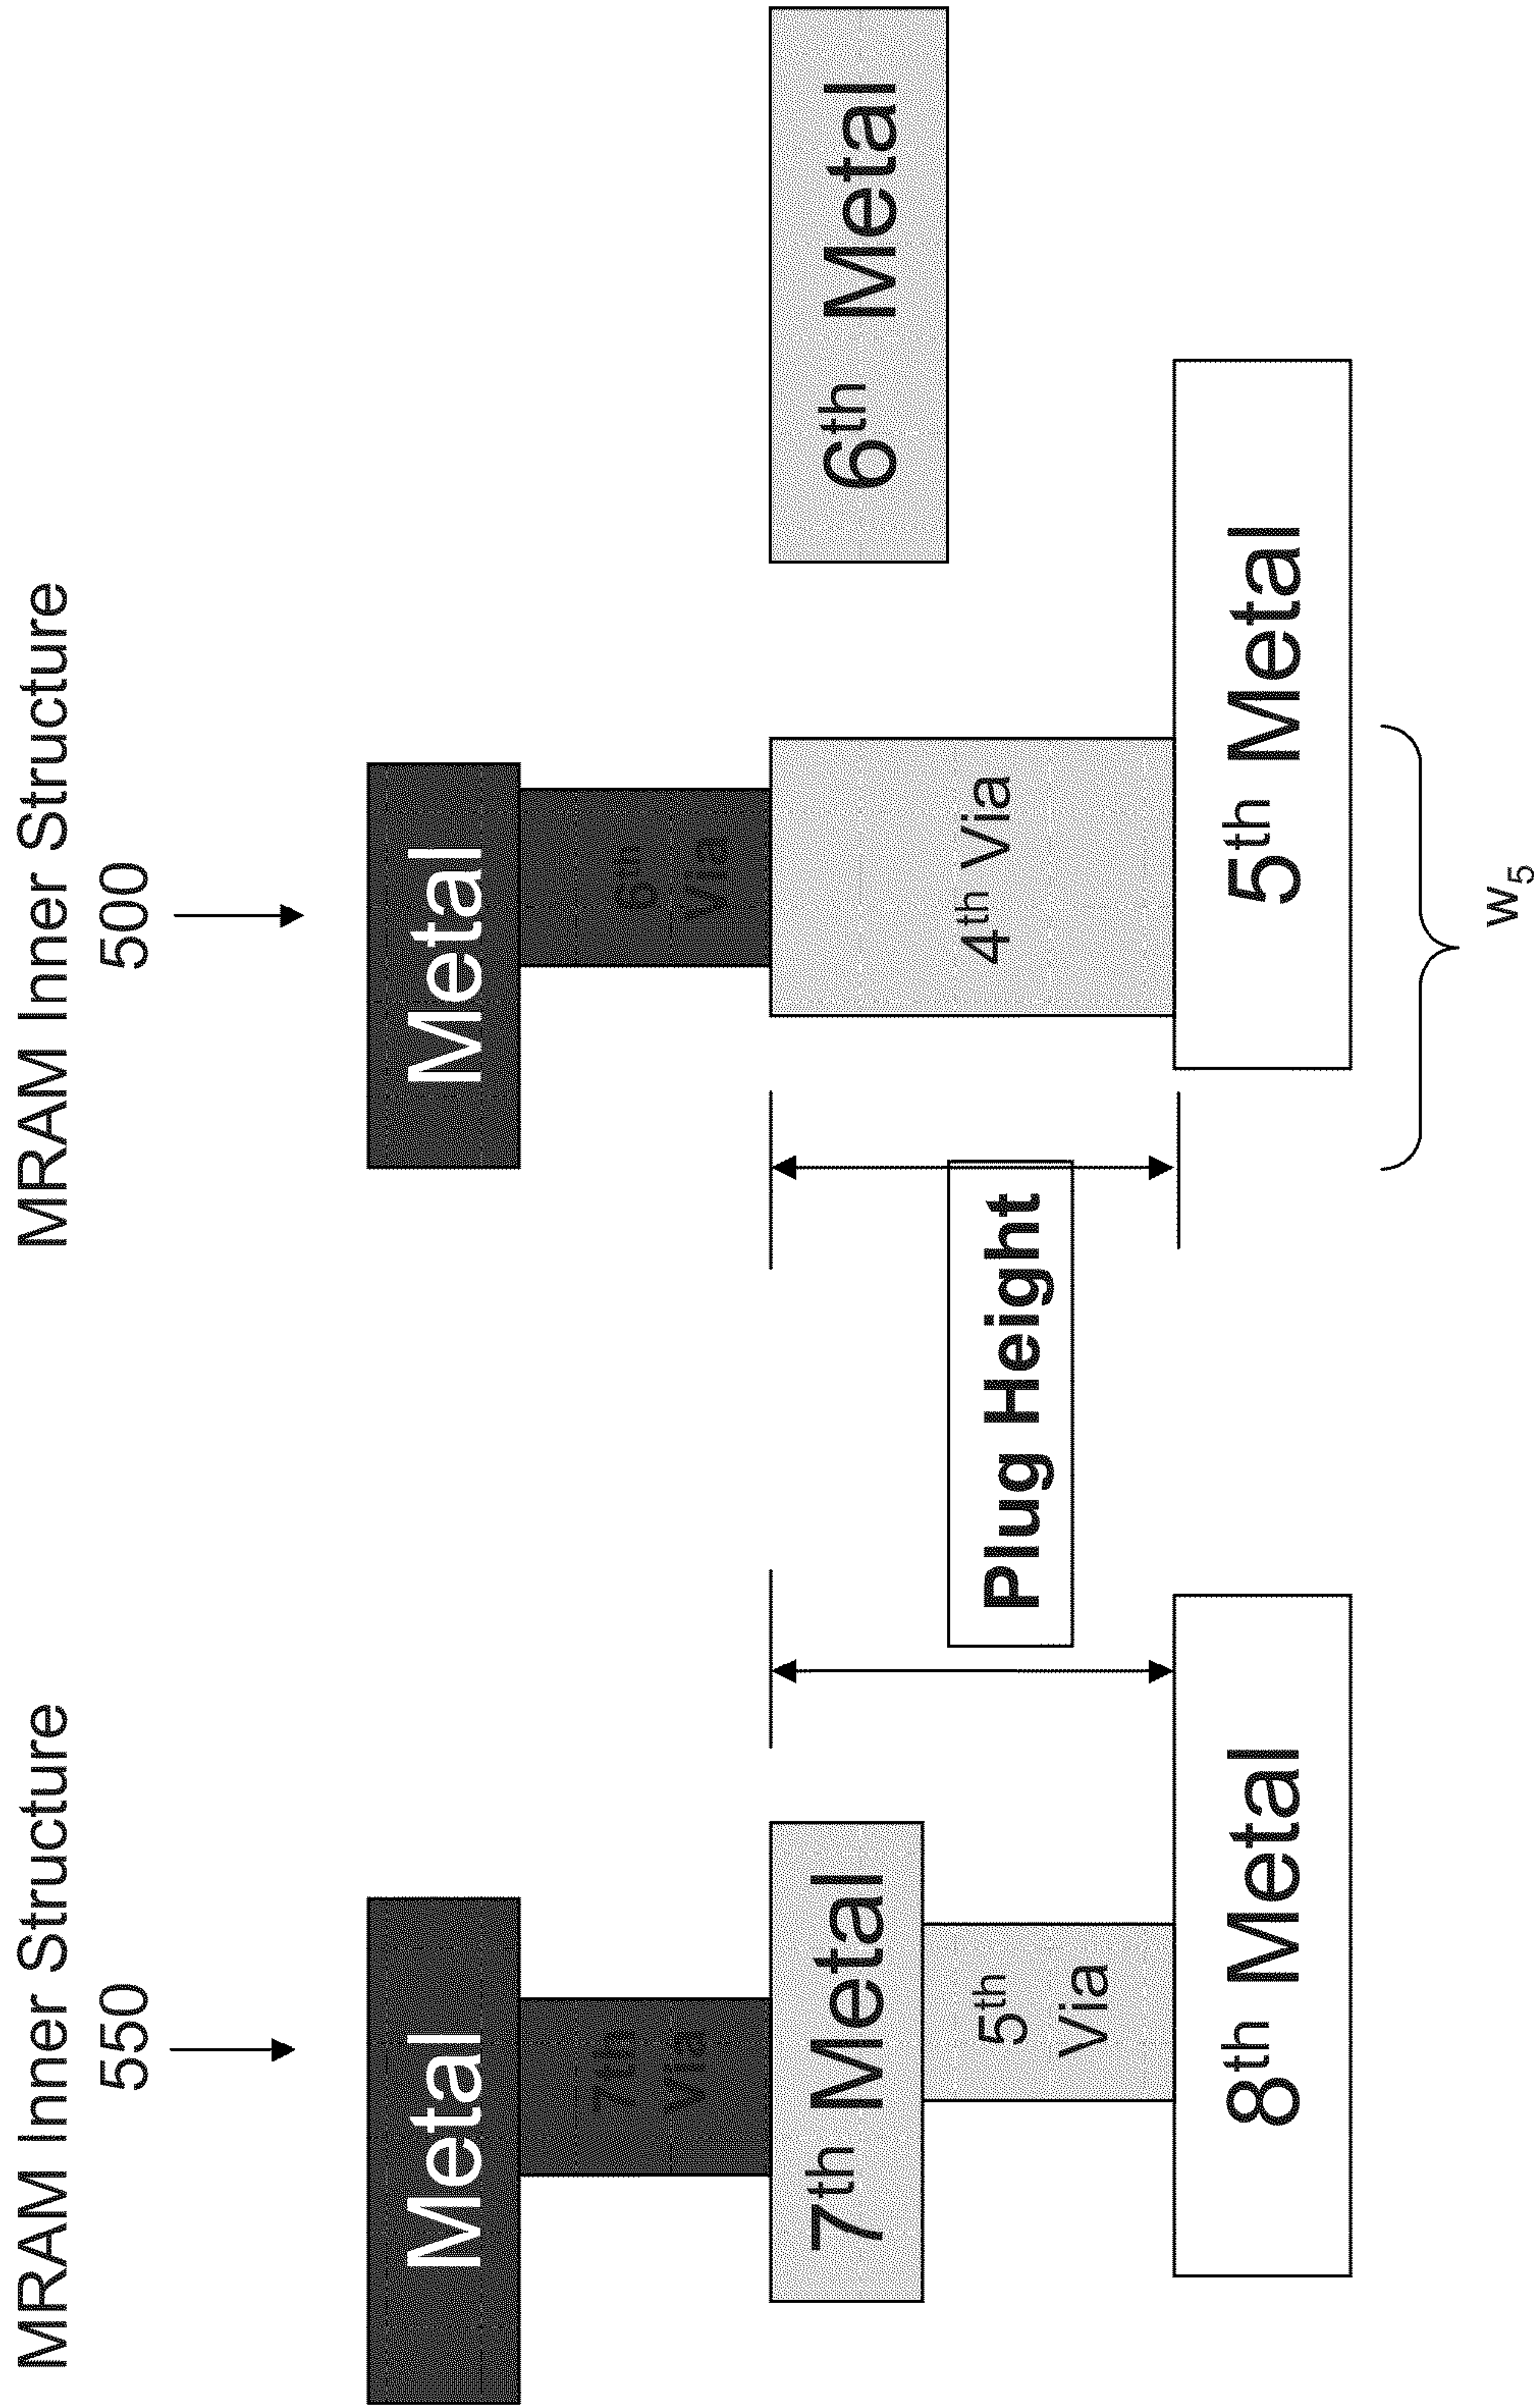 MRAM Inner Structure
550
Metal
7th
Via
7th Metal
5th
Via
8th Metal
Plug Height
MRAM Inner Structure
500
Metal
6th
Via
4th Via
5th Metal
6th Metal
W5